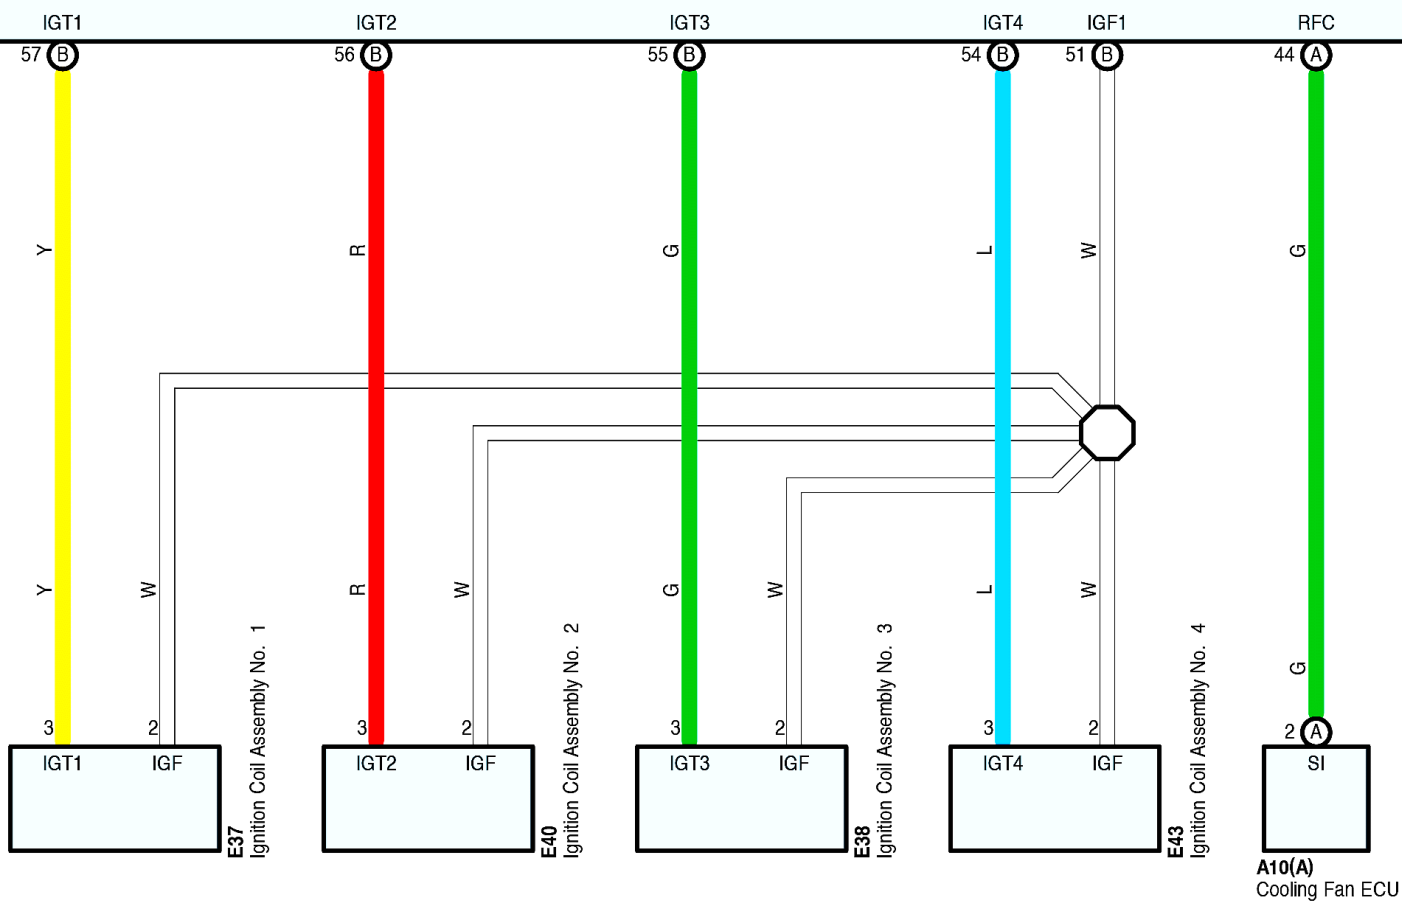 IGT1 IGT2 IGT3 IGT4 IGF1 RFC
57 B 56 B 55 B 54 B 51 B 44 A
Y R G L W G
Y W R W G W L W
G
3 2 3 2 3 2 3 2 2 A
IGT1 IGF IGT2 IGF IGT3 IGF IGT4 IGF SI
E37
Ignition Coil Assembly No. 1
E40
Ignition Coil Assembly No. 2
E38
Ignition Coil Assembly No. 3
E43
Ignition Coil Assembly No. 4
A10(A)
Cooling Fan ECU